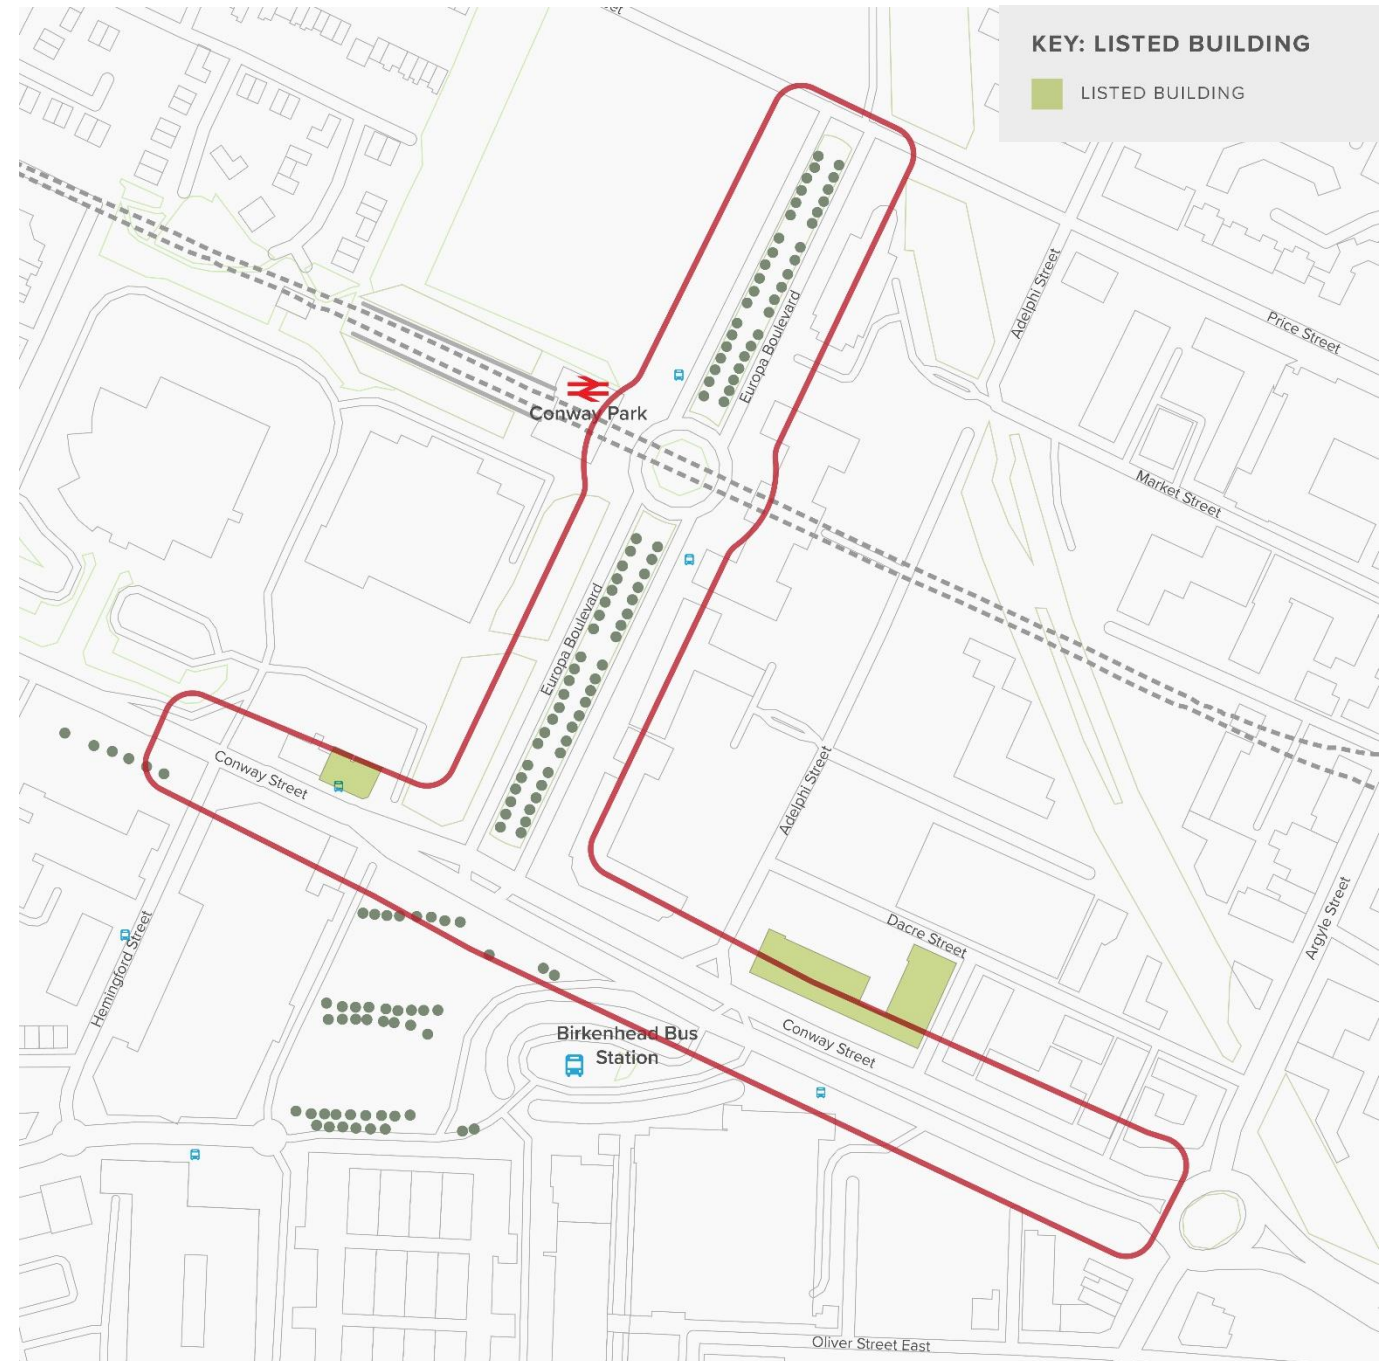 et
KEY: LISTED BUILDING
LISTED BUILDING
Adelphi Street
Price Street
Europa Boulevard
Conway Park
Market Street
Europa Boulevard
Conway Street
Adelphi Street
Dacre Street
Argyle Street
Hemingford Street
Birkenhead Bus
Station
Conway Street
Oliver Street East